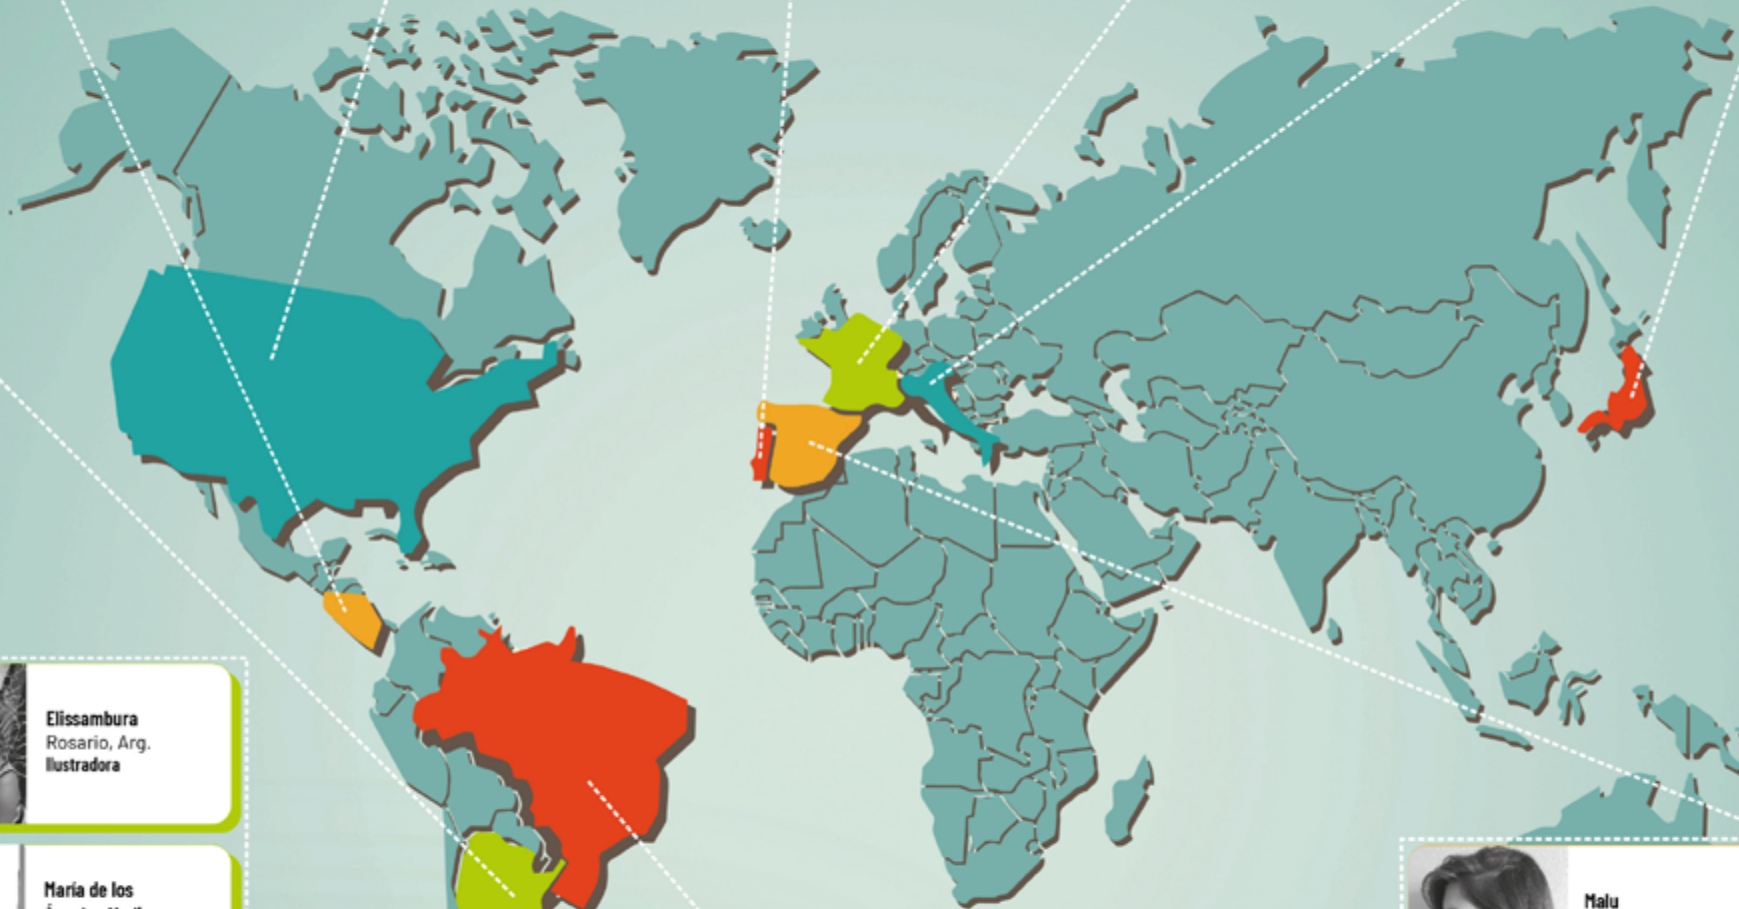 Elissambura
Rosario, Arg.
Ilustradora
María de los
Malu